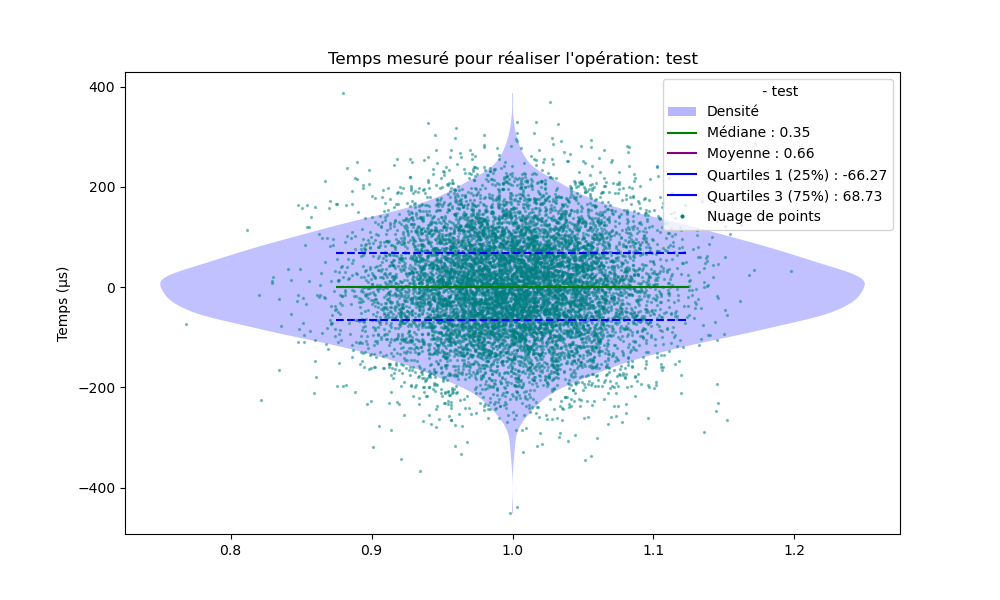 Temps mesuré pour réaliser l'opération: test
- test
Densité
Médiane : 0.35
Moyenne : 0.66
Quartiles 1 (25%) : -66.27
Quartiles 3 (75%) : 68.73
Nuage de points
Temps (µs)
400
200
0
−200
−400
0.8
0.9
1.0
1.1
1.2